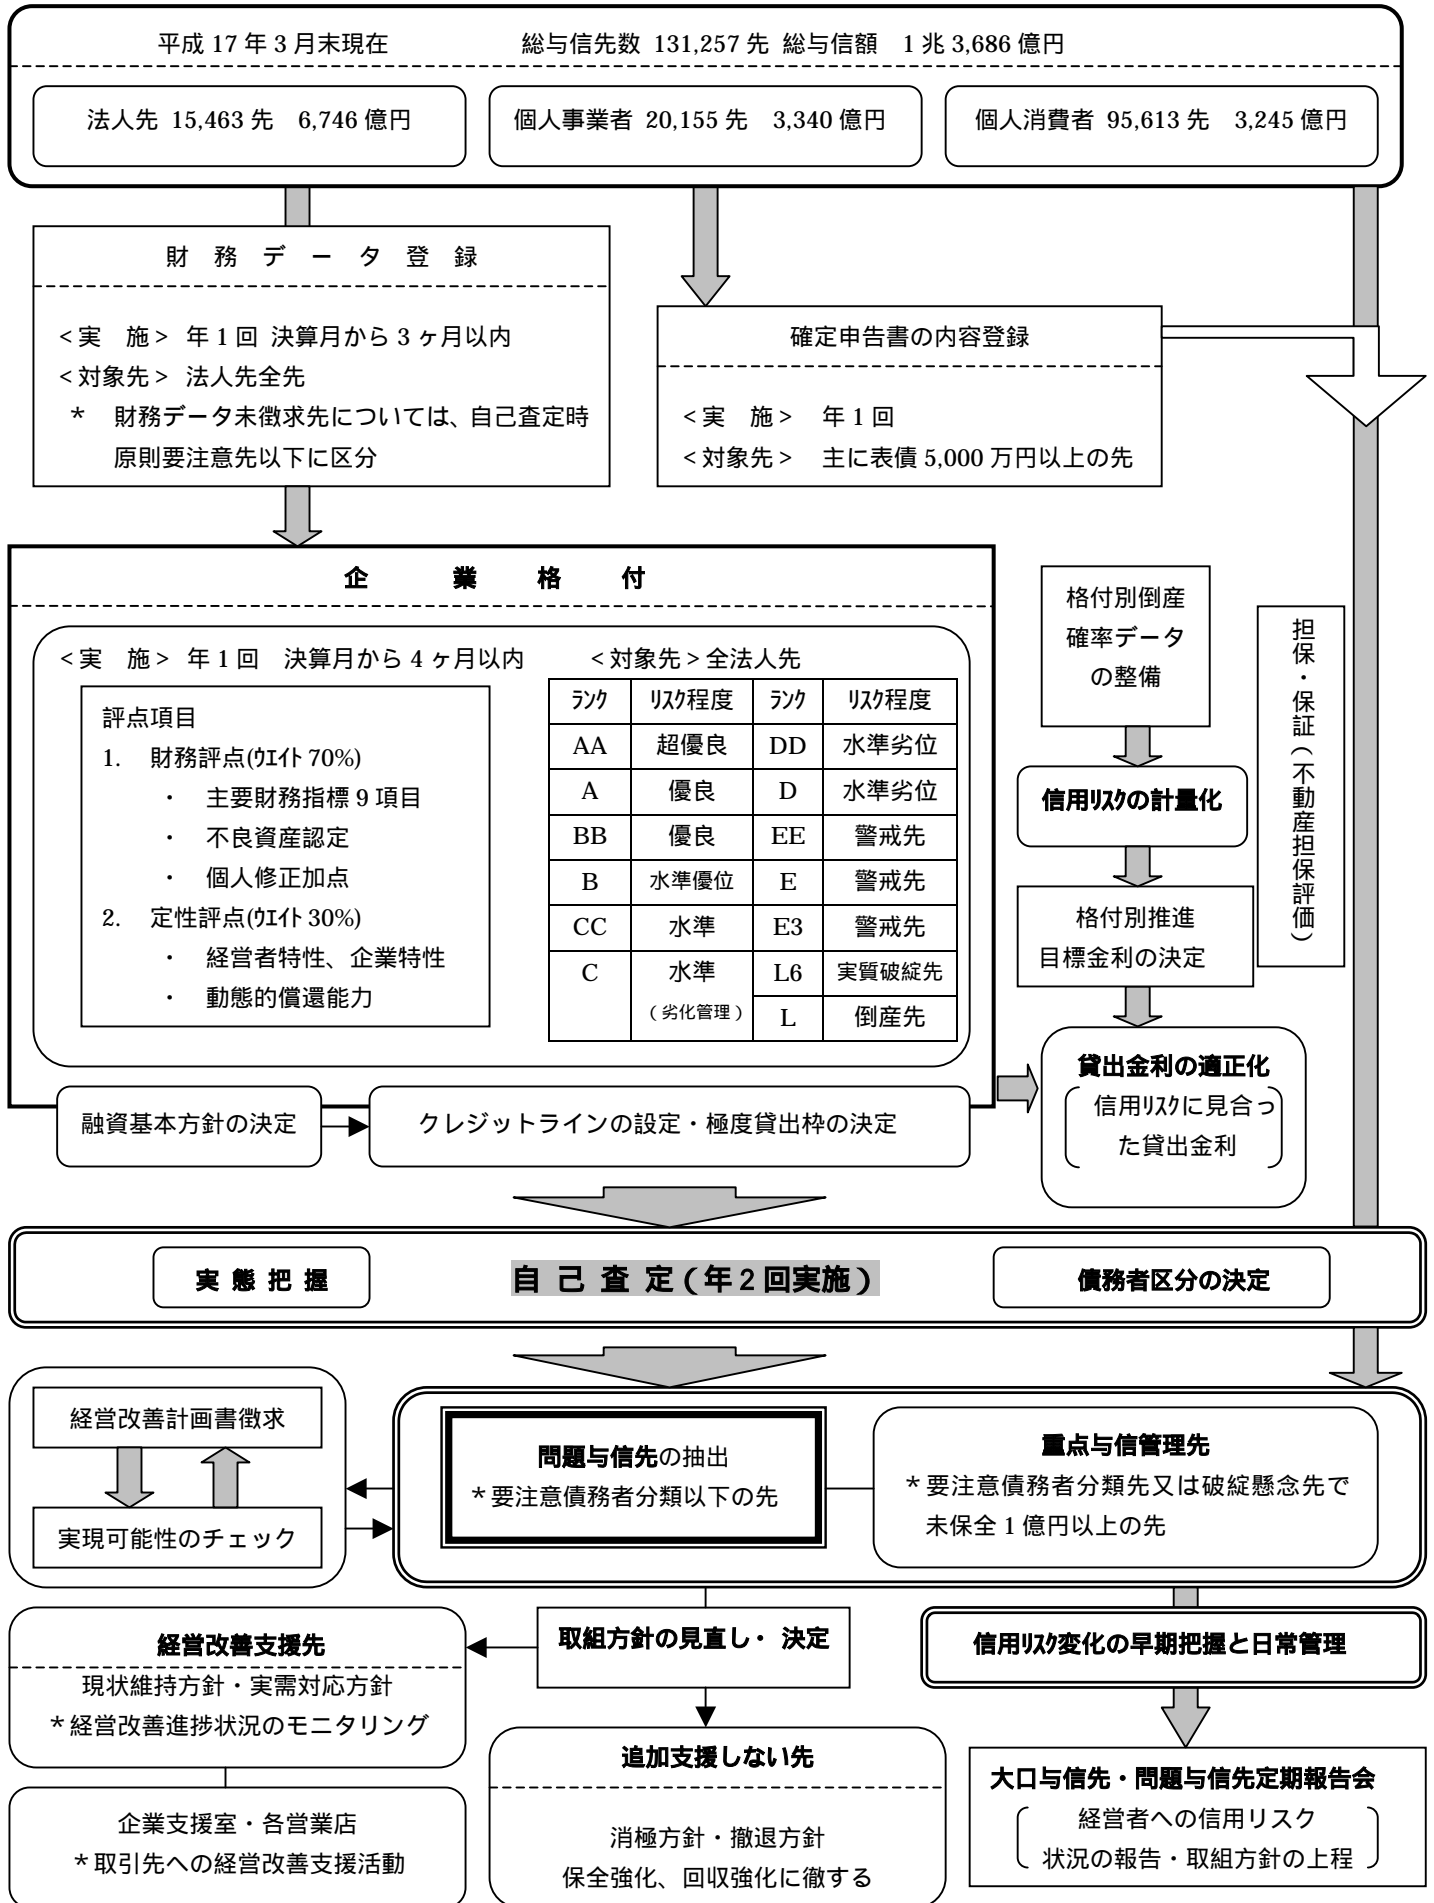 平成 17 年 3 月末現在　総与信先数 131,257 先 総与信額 1 兆 3,686 億円
法人先 15,463 先 6,746 億円
個人事業者 20,155 先 3,340 億円
個人消費者 95,613 先 3,245 億円
財務データ登録
<実 施> 年 1 回 決算月から 3 ヶ月以内
<対象先> 法人先全先
* 財務データ未徴求先については、自己査定時
原則要注意先以下に区分
確定申告書の内容登録
<実 施> 年 1 回
<対象先> 主に表債 5,000 万円以上の先
企業格付
<実 施> 年 1 回 決算月から 4 ヶ月以内 <対象先>全法人先
評点項目
1. 財務評点(ｳｴｲﾄ 70%)
・ 主要財務指標 9 項目
・ 不良資産認定
・ 個人修正加点
2. 定性評点(ｳｴｲﾄ 30%)
・ 経営者特性、企業特性
・ 動態的償還能力
ﾗﾝｸ ﾘｽｸ程度 ﾗﾝｸ ﾘｽｸ程度
AA 超優良 DD 水準劣位
A 優良 D 水準劣位
BB 優良 EE 警戒先
B 水準優位 E 警戒先
CC 水準 E3 警戒先
C 水準 L6 実質破綻先
(劣化管理) L 倒産先
格付別倒産
確率データ
の整備
信用ﾘｽｸの計量化
格付別推進
目標金利の決定
貸出金利の適正化
信用ﾘｽｸに見合っ
た貸出金利
担保・保証(不動産担保評価)
融資基本方針の決定
クレジットラインの設定・極度貸出枠の決定
実態把握
自己査定(年2回実施)
債務者区分の決定
経営改善計画書徴求
実現可能性のチェック
問題与信先の抽出
*要注意債務者分類以下の先
重点与信管理先
*要注意債務者分類先又は破綻懸念先で
未保全 1 億円以上の先
経営改善支援先
現状維持方針・実需対応方針
*経営改善進捗状況のモニタリング
取組方針の見直し・ 決定
信用ﾘｽｸ変化の早期把握と日常管理
企業支援室・各営業店
*取引先への経営改善支援活動
追加支援しない先
消極方針・撤退方針
保全強化、回収強化に徹する
大口与信先・問題与信先定期報告会
経営者への信用リスク
状況の報告・取組方針の上程